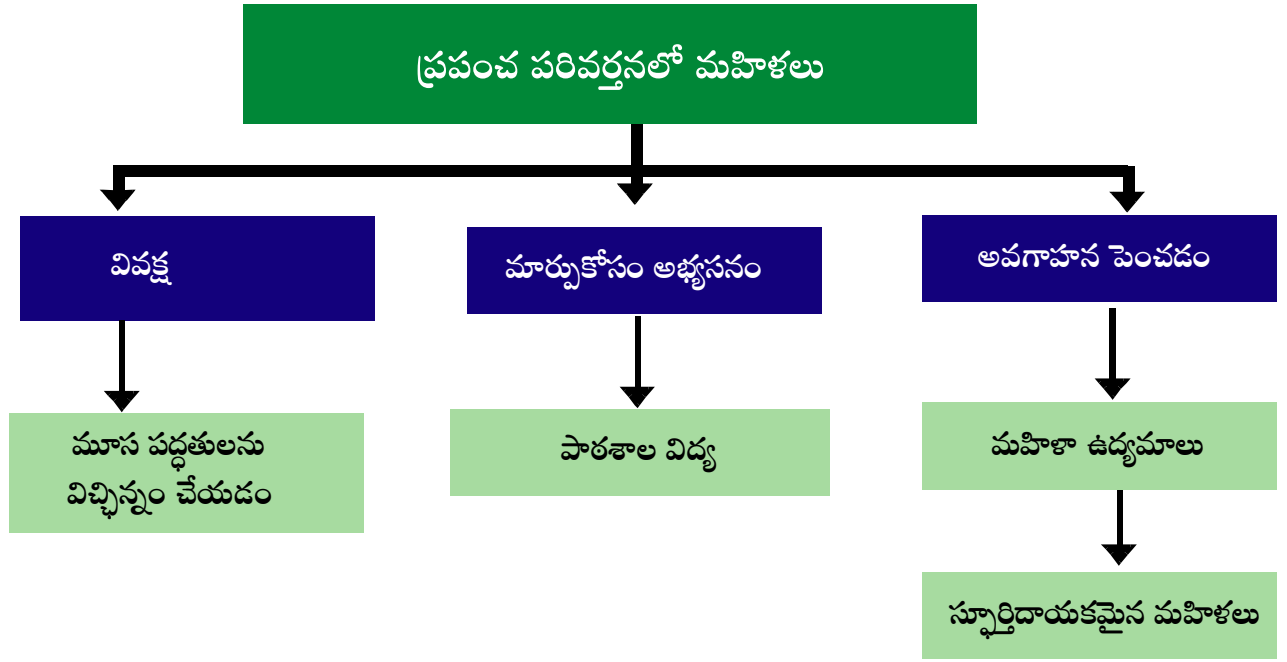 ప్రపంచ పరివర్తనలో మహిళలు
వివక్ష
మార్పుకోసం అభ్యసనం
అవగాహన పెంచడం
మూస పద్ధతులను
విచ్ఛిన్నం చేయడం
పాఠశాల విద్య
మహిళా ఉద్యమాలు
స్ఫూర్తిదాయకమైన మహిళలు